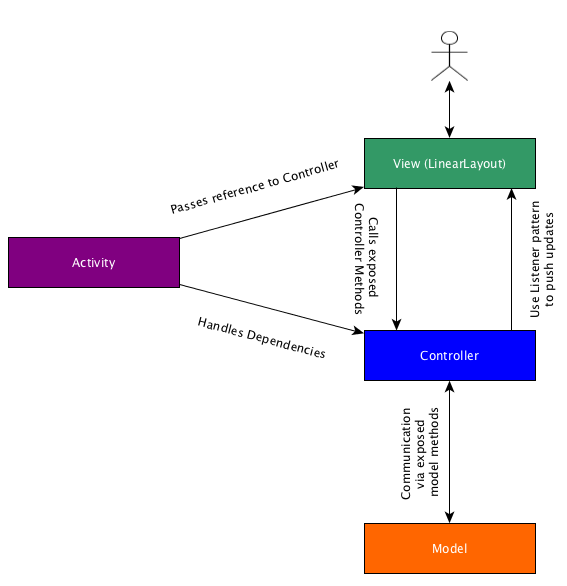 View (LinearLayout)
Passes reference to Controller
Calls exposed
Controller Methods
Use Listener pattern
to push updates
Activity
Handles Dependencies
Controller
Communication
via exposed
model methods
Model